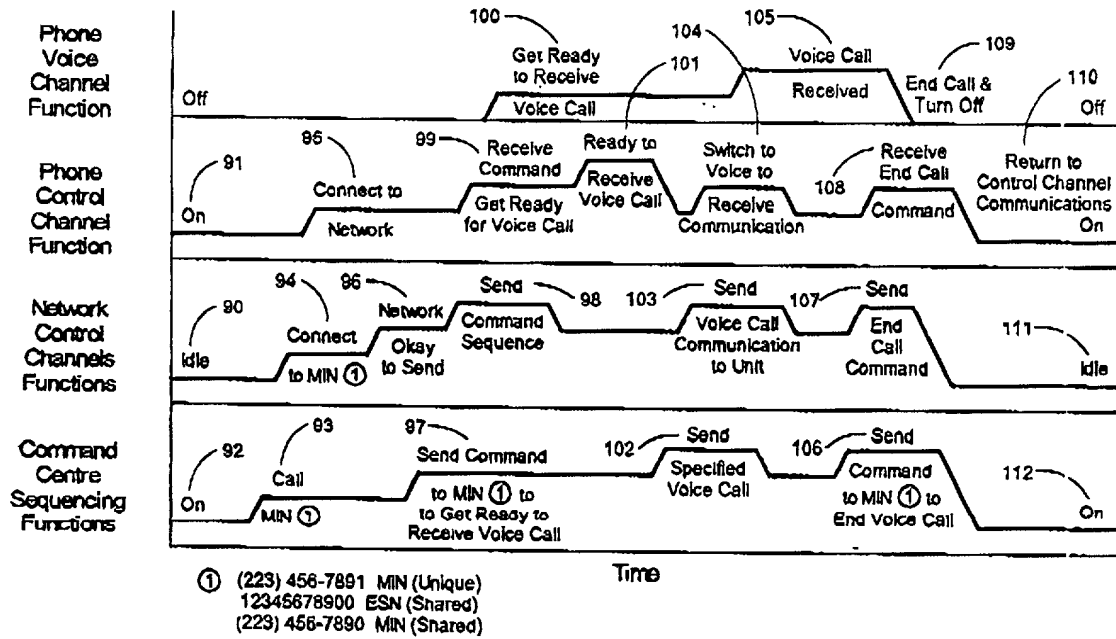 Phone
Voice
Channel
Function
Off
100
Get Ready
to Receive
Voice Call
104
101
105
Voice Call
Received
109
End Call &
Turn Off
110
Off
Phone
Control
Channel
Function
91
On
95
Connect to
Network
99
Receive
Command
Get Ready
for Voice Call
Ready to
Receive
Voice Call
Switch to
Voice to
Receive
Communication
108
Receive
End Call
Command
Return to
Control Channel
Communications
On
Network
Control
Channels
Functions
90
Idle
94
Connect
to MIN ①
96
Network
Okay
to Send
Send
Command
Sequence
98
103
Send
Voice Call
Communication
to Unit
107
Send
End
Call
Command
111
Idle
Command
Centre
Sequencing
Functions
92
On
93
Call
MIN ①
97
Send Command
to MIN ① to
to Get Ready to
Receive Voice Call
102
Send
Specified
Voice Call
106
Send
Command
to MIN ① to
End Voice Call
112
On
Time
① (223) 456-7891 MIN (Unique)
12345678900 ESN (Shared)
(223) 456-7890 MIN (Shared)